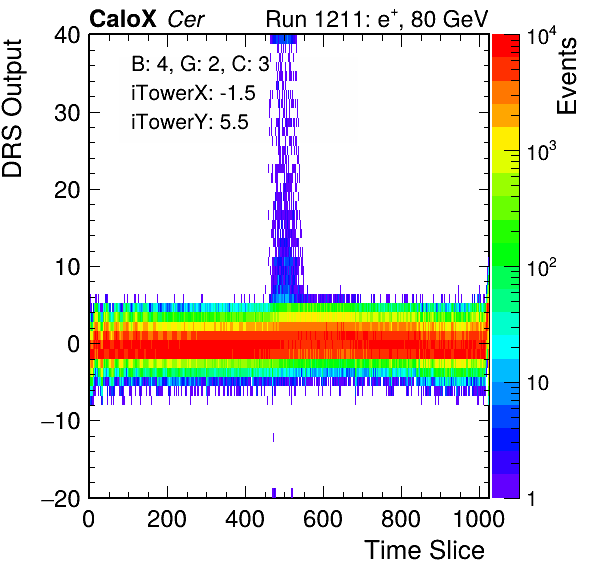 CaloX Cer Run 1211: e+, 80 GeV
B: 4, G: 2, C: 3
iTowerX: -1.5
iTowerY: 5.5
DRS Output
40
30
20
10
0
−10
−20
0 200 400 600 800 1000
Time Slice
Events
10^4
10^3
10^2
10
1